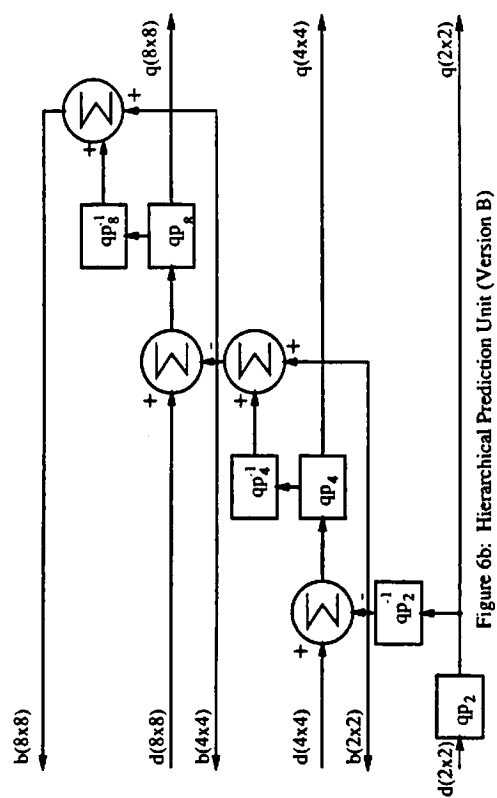 b(8x8)
Σ
+
+
qp8-1
d(8x8)
+
Σ
qp8
q(8x8)
b(4x4)
-
Σ
+
+
qp4-1
d(4x4)
+
Σ
qp4
q(4x4)
b(2x2)
-
qp2-1
d(2x2)
qp2
q(2x2)
Figure 6b: Hierarchical Prediction Unit (Version B)